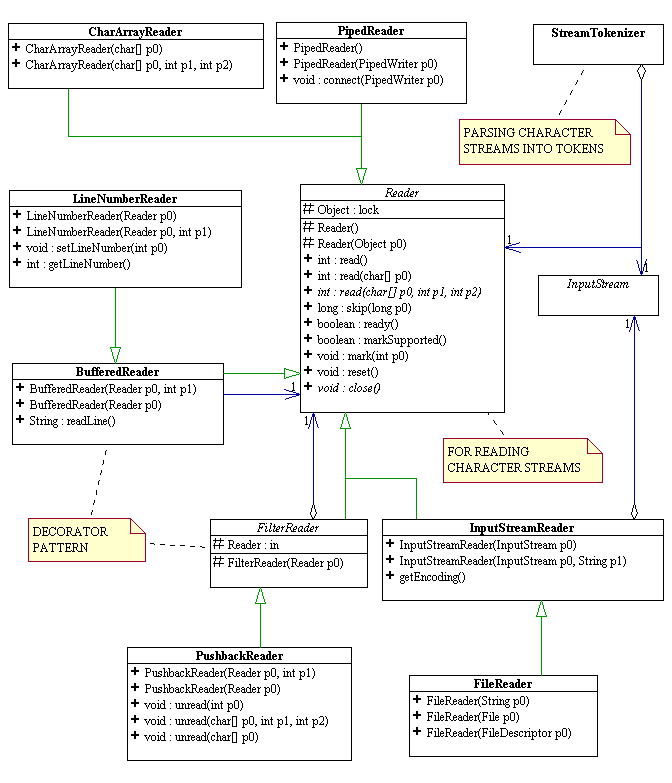 CharArrayReader
+ CharArrayReader(char[] p0)
+ CharArrayReader(char[] p0, int p1, int p2)
PipedReader
+ PipedReader()
+ PipedReader(PipedWriter p0)
+ void : connect(PipedWriter p0)
StreamTokenizer
PARSING CHARACTER
STREAMS INTO TOKENS
LineNumberReader
+ LineNumberReader(Reader p0)
+ LineNumberReader(Reader p0, int p1)
+ void : setLineNumber(int p0)
+ int : getLineNumber()
Reader
# Object : lock
# Reader()
# Reader(Object p0)
+ int : read()
+ int : read(char[] p0)
+ int : read(char[] p0, int p1, int p2)
+ long : skip(long p0)
+ boolean : ready()
+ boolean : markSupported()
+ void : mark(int p0)
+ void : reset()
+ void : close()
1
1
InputStream
1
BufferedReader
+ BufferedReader(Reader p0, int p1)
+ BufferedReader(Reader p0)
+ String : readLine()
1
1
FOR READING
CHARACTER STREAMS
DECORATOR
PATTERN
FilterReader
# Reader : in
# FilterReader(Reader p0)
InputStreamReader
+ InputStreamReader(InputStream p0)
+ InputStreamReader(InputStream p0, String p1)
+ getEncoding()
PushbackReader
+ PushbackReader(Reader p0, int p1)
+ PushbackReader(Reader p0)
+ void : unread(int p0)
+ void : unread(char[] p0, int p1, int p2)
+ void : unread(char[] p0)
FileReader
+ FileReader(String p0)
+ FileReader(File p0)
+ FileReader(FileDescriptor p0)